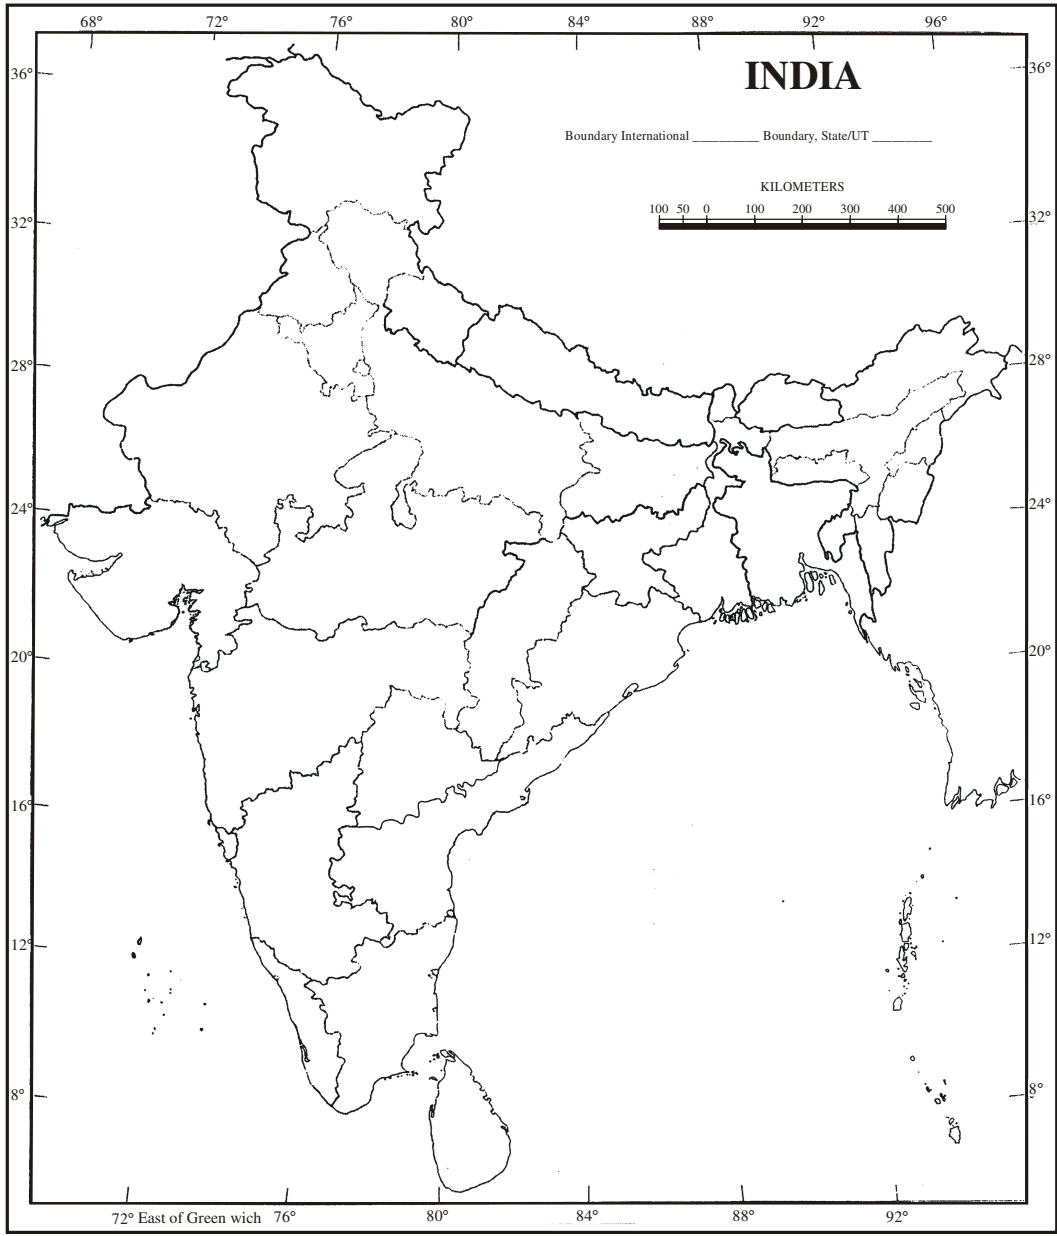 68° 72° 76° 80° 84° 88° 92° 96°
36° 36°
INDIA
Boundary International __________ Boundary, State/UT _________
KILOMETERS
100 50 0 100 200 300 400 500
32° 32°
28° 28°
24° 24°
20° 20°
16° 16°
12° 12°
8° 8°
72° East of Green wich 76° 80° 84° 88° 92°